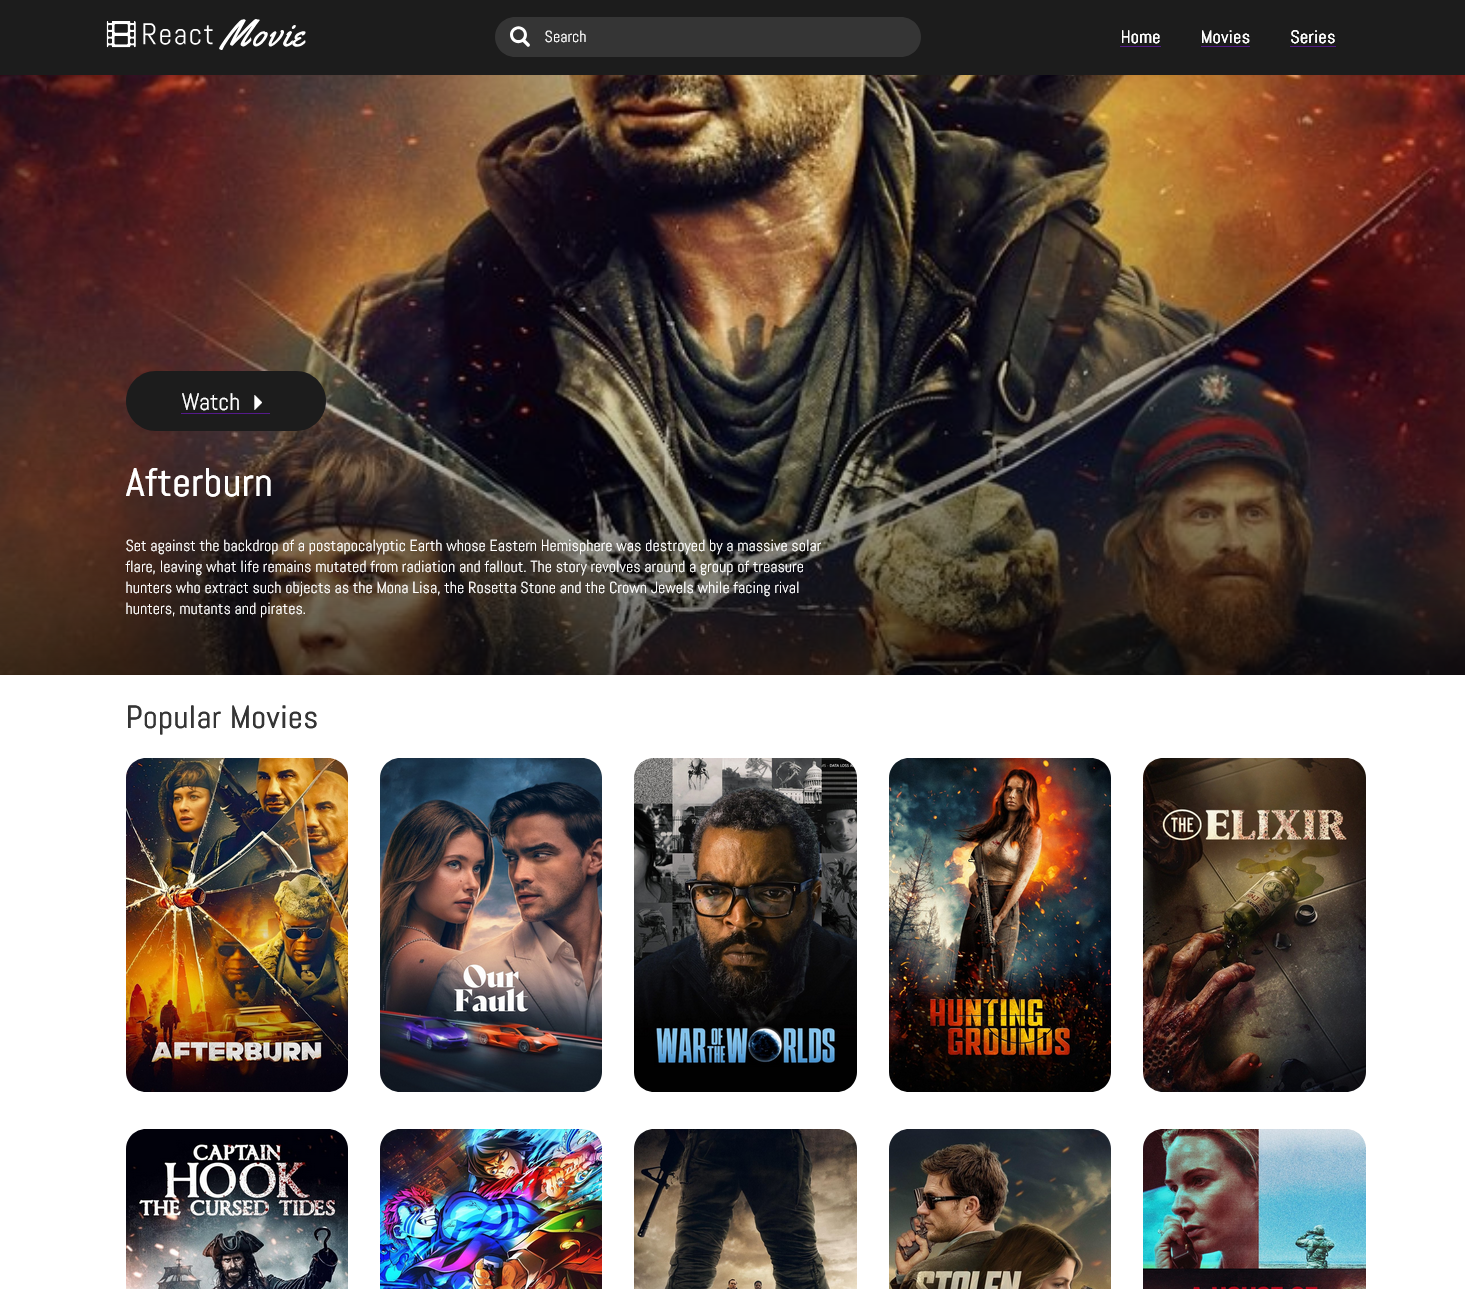 React Movie
Search
Home
Movies
Series
Watch
Afterburn
Set against the backdrop of a postapocalyptic Earth whose Eastern Hemisphere was destroyed by a massive solar
flare, leaving what life remains mutated from radiation and fallout. The story revolves around a group of treasure
hunters who extract such objects as the Mona Lisa, the Rosetta Stone and the Crown Jewels while facing rival
hunters, mutants and pirates.
Popular Movies
AFTERBURN
Our
Fault
WAR OF THE WORLDS
HUNTING
GROUNDS
THE ELIXIR
CAPTAIN
HOOK
THE CURSED TIDES
STOLEN